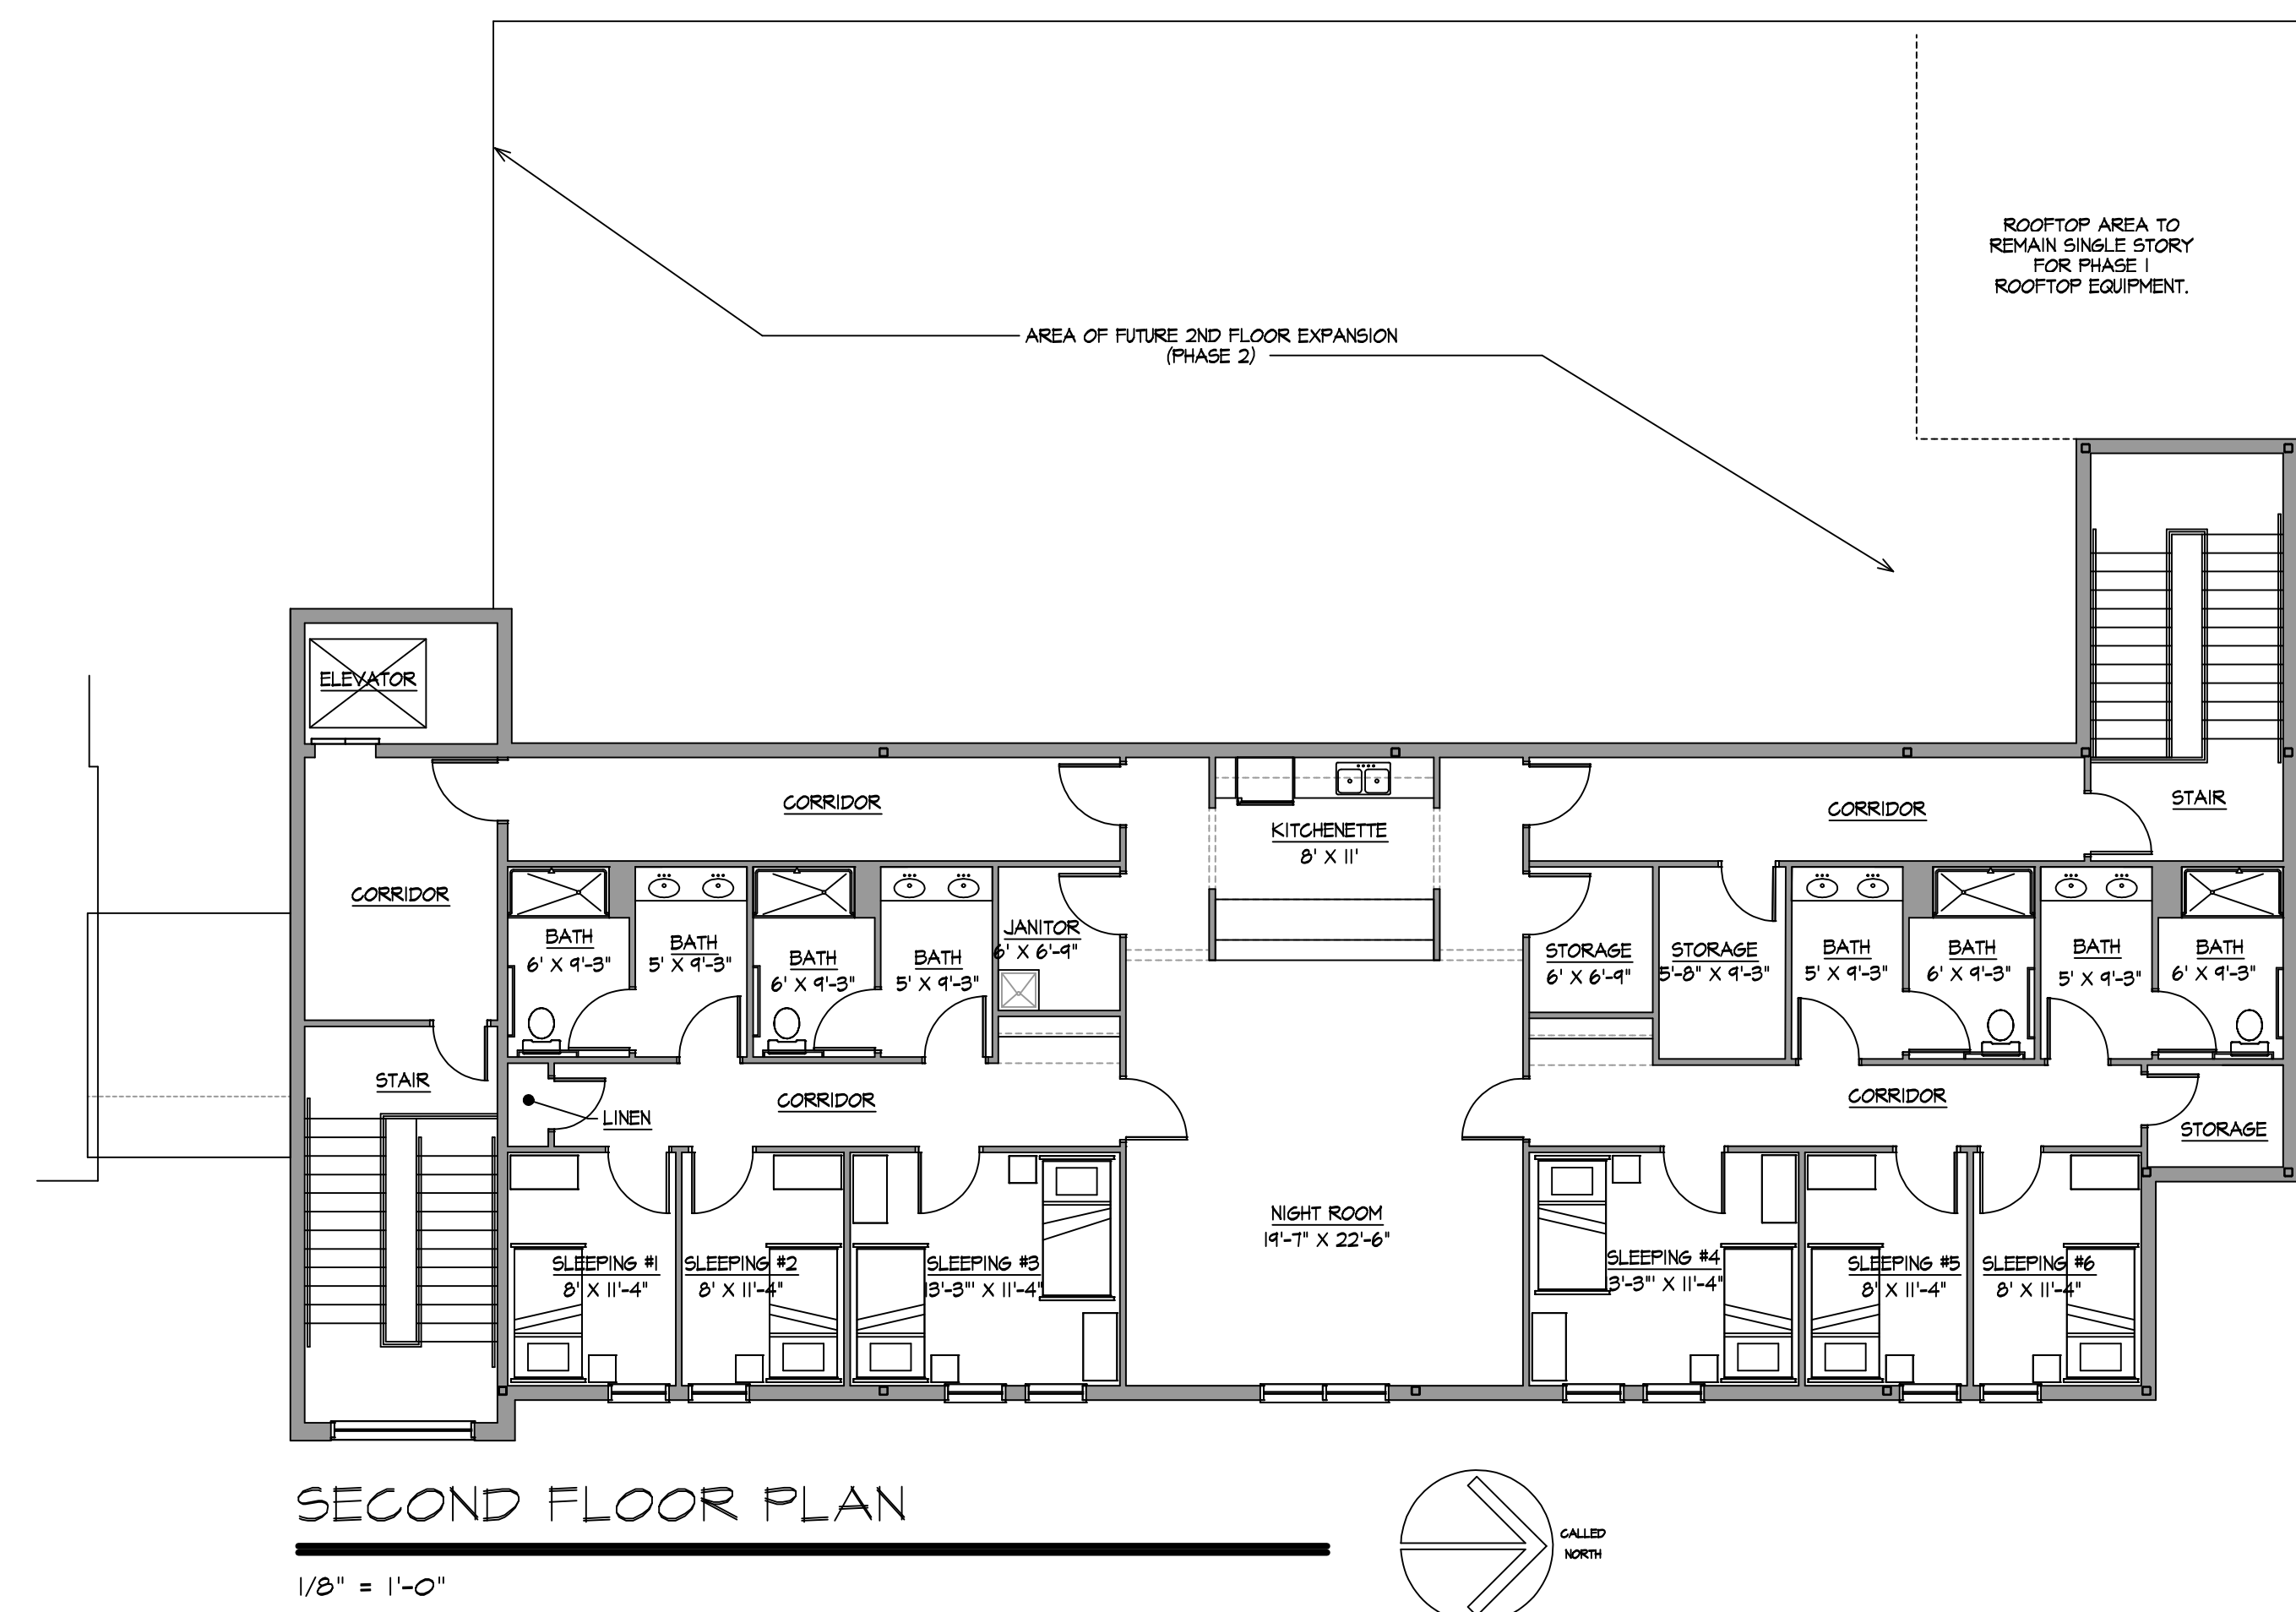 ROOFTOP AREA TO
REMAIN SINGLE STORY
FOR PHASE 1
ROOFTOP EQUIPMENT.
AREA OF FUTURE 2ND FLOOR EXPANSION
(PHASE 2)
ELEVATOR
CORRIDOR
CORRIDOR
STAIR
KITCHENETTE
8' X 11'
CORRIDOR
BATH
6' X 9'-3"
BATH
5' X 9'-3"
BATH
6' X 9'-3"
BATH
5' X 9'-3"
JANITOR
6' X 6'-9"
STORAGE
6' X 6'-9"
STORAGE
5'-8" X 9'-3"
BATH
5' X 9'-3"
BATH
6' X 9'-3"
BATH
5' X 9'-3"
BATH
6' X 9'-3"
STAIR
LINEN
CORRIDOR
CORRIDOR
STORAGE
NIGHT ROOM
19'-7" X 22'-6"
SLEEPING #1
8' X 11'-4"
SLEEPING #2
8' X 11'-4"
SLEEPING #3
13'-3"' X 11'-4"
SLEEPING #4
13'-3"' X 11'-4"
SLEEPING #5
8' X 11'-4"
SLEEPING #6
8' X 11'-4"
SECOND FLOOR PLAN
1/8" = 1'-0"
CALLED
NORTH